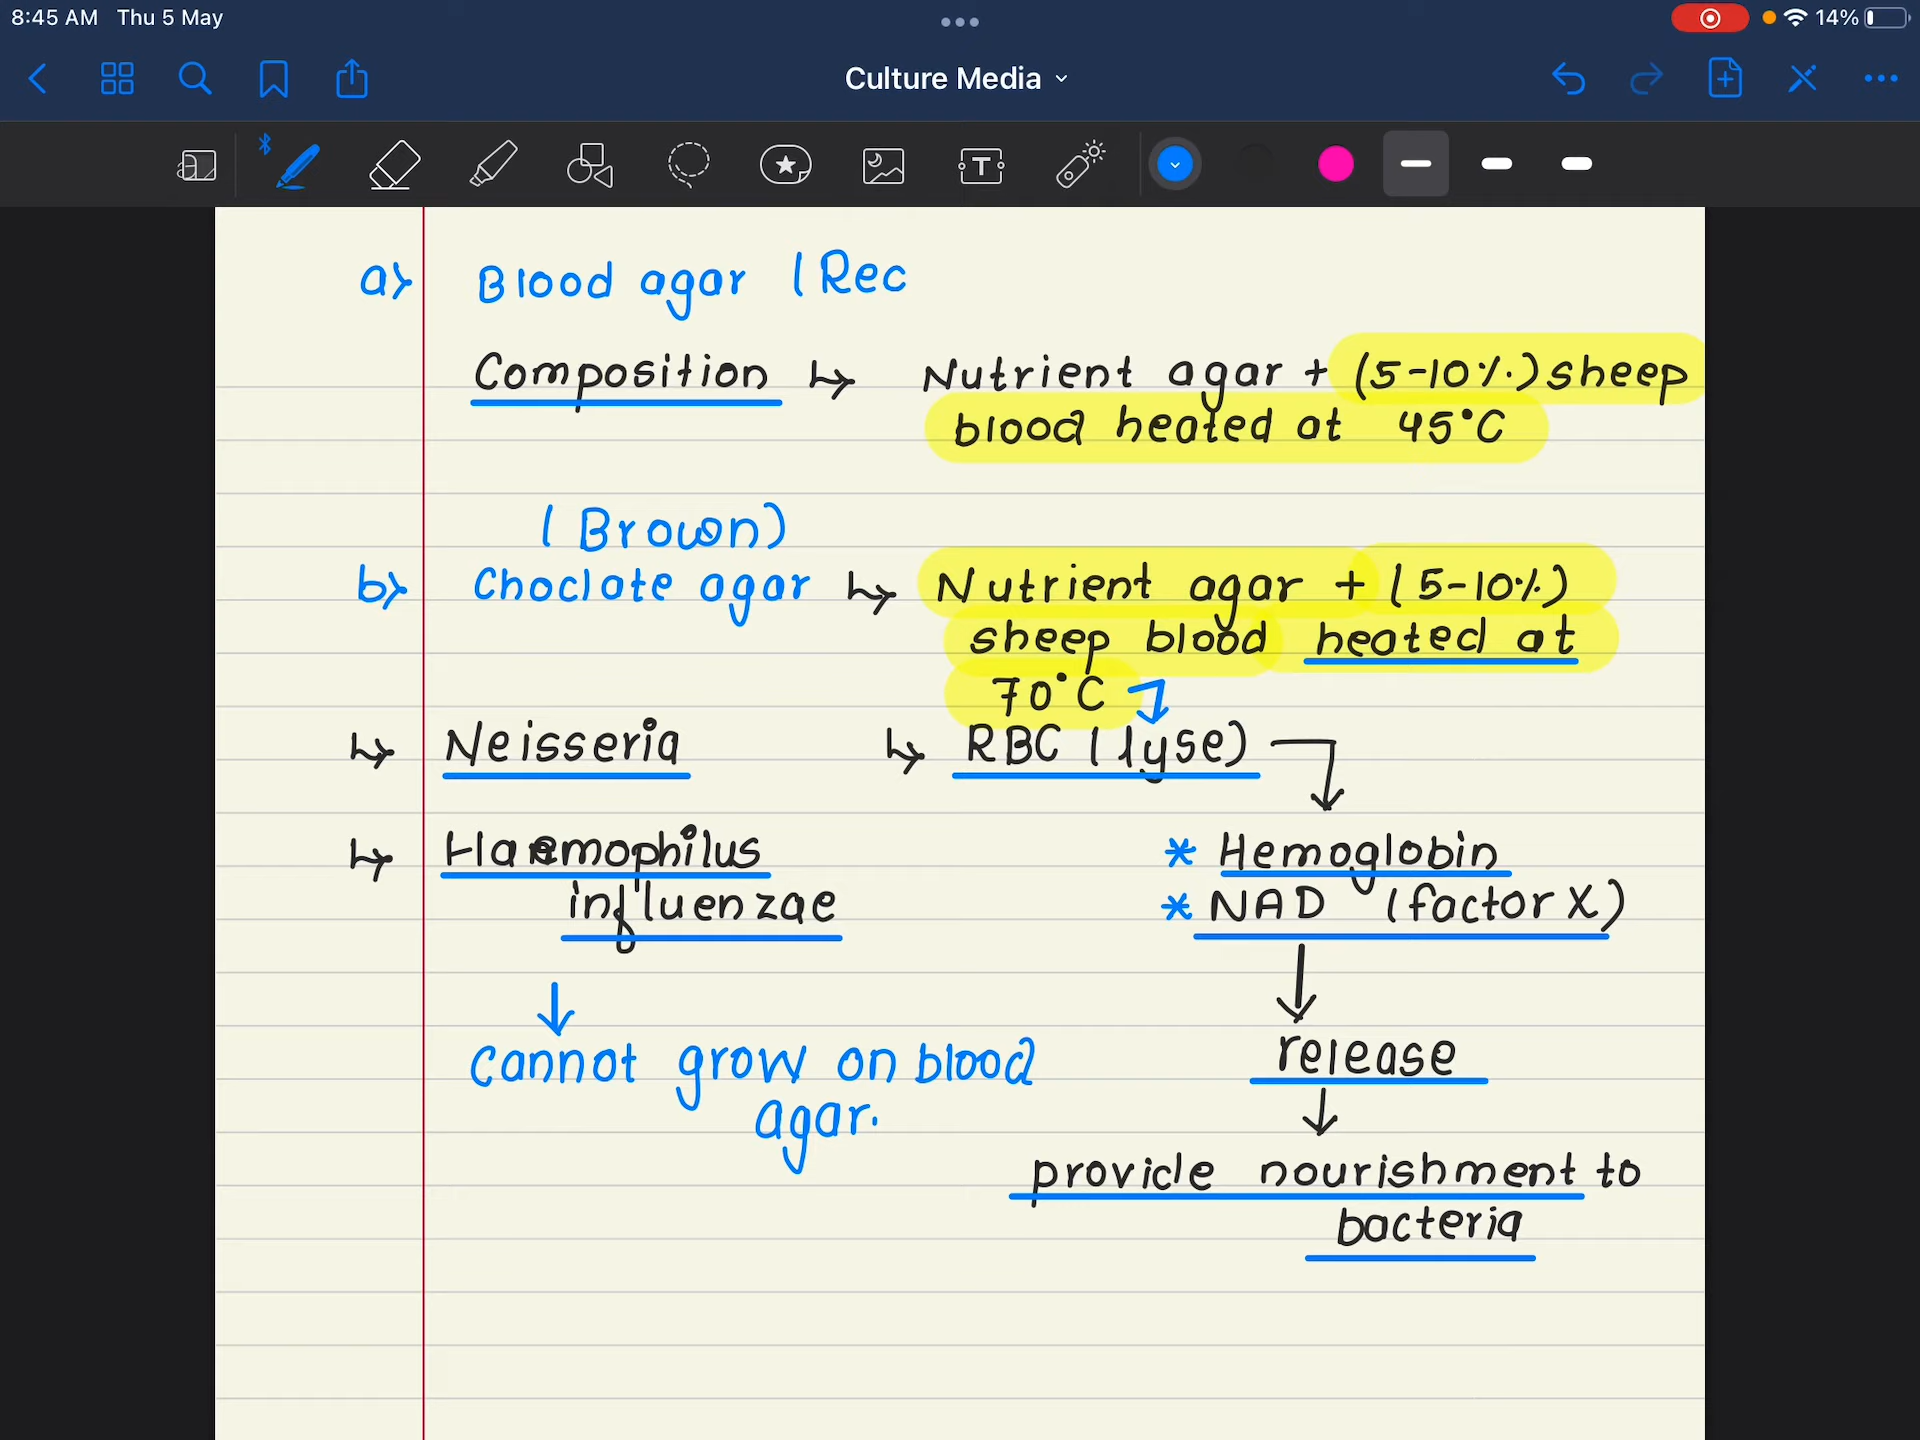 8:45 AM Thu 5 May
14%
Culture Media
a) Blood agar (Rec
Composition ↳ Nutrient agar + (5-10%) sheep
blood heated at 45°C
(Brown)
b) Choclate agar ↳ Nutrient agar + (5-10%)
sheep blood heated at
70°C
↳ Neisseria ↳ RBC (lyse)
↳ Haemophilus * Hemoglobin
influenzae * NAD (factor X)
↓ ↓
release
cannot grow on blood
agar.
↓
provide nourishment to
bacteria